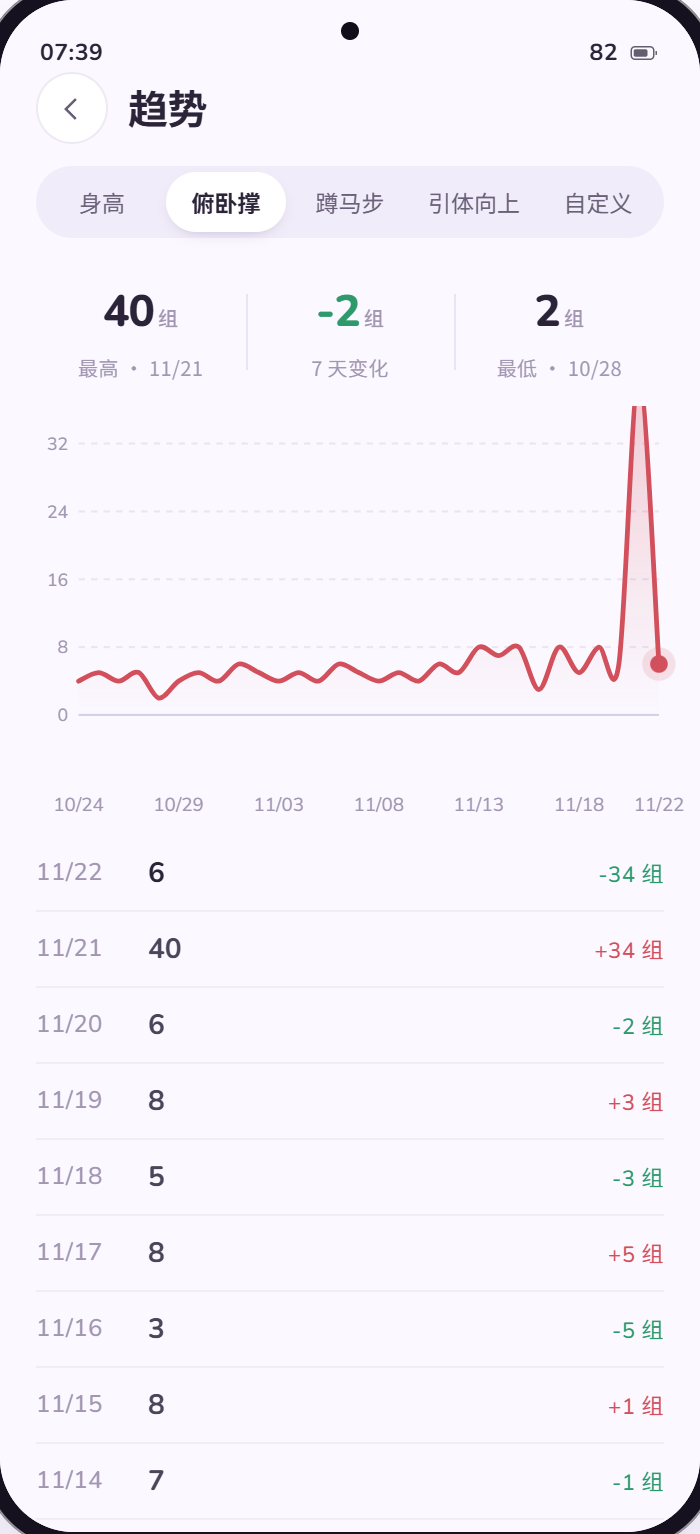 07:39
82
趋势
身高 俯卧撑 蹲马步 引体向上 自定义
40 组 -2 组 2 组
最高 • 11/21 7 天变化 最低 • 10/28
32
24
16
8
0
10/24 10/29 11/03 11/08 11/13 11/18 11/22
11/22 6 -34 组
11/21 40 +34 组
11/20 6 -2 组
11/19 8 +3 组
11/18 5 -3 组
11/17 8 +5 组
11/16 3 -5 组
11/15 8 +1 组
11/14 7 -1 组